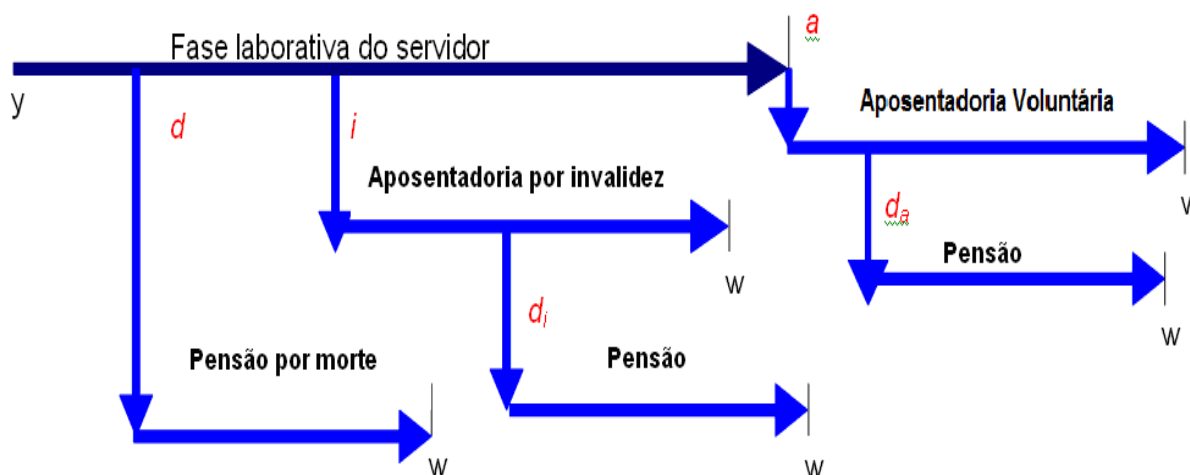 a
Fase laborativa do servidor
y
d
i
Aposentadoria Voluntária
Aposentadoria por invalidez
w
da
v
Pensão
w
di
Pensão por morte
Pensão
w
w